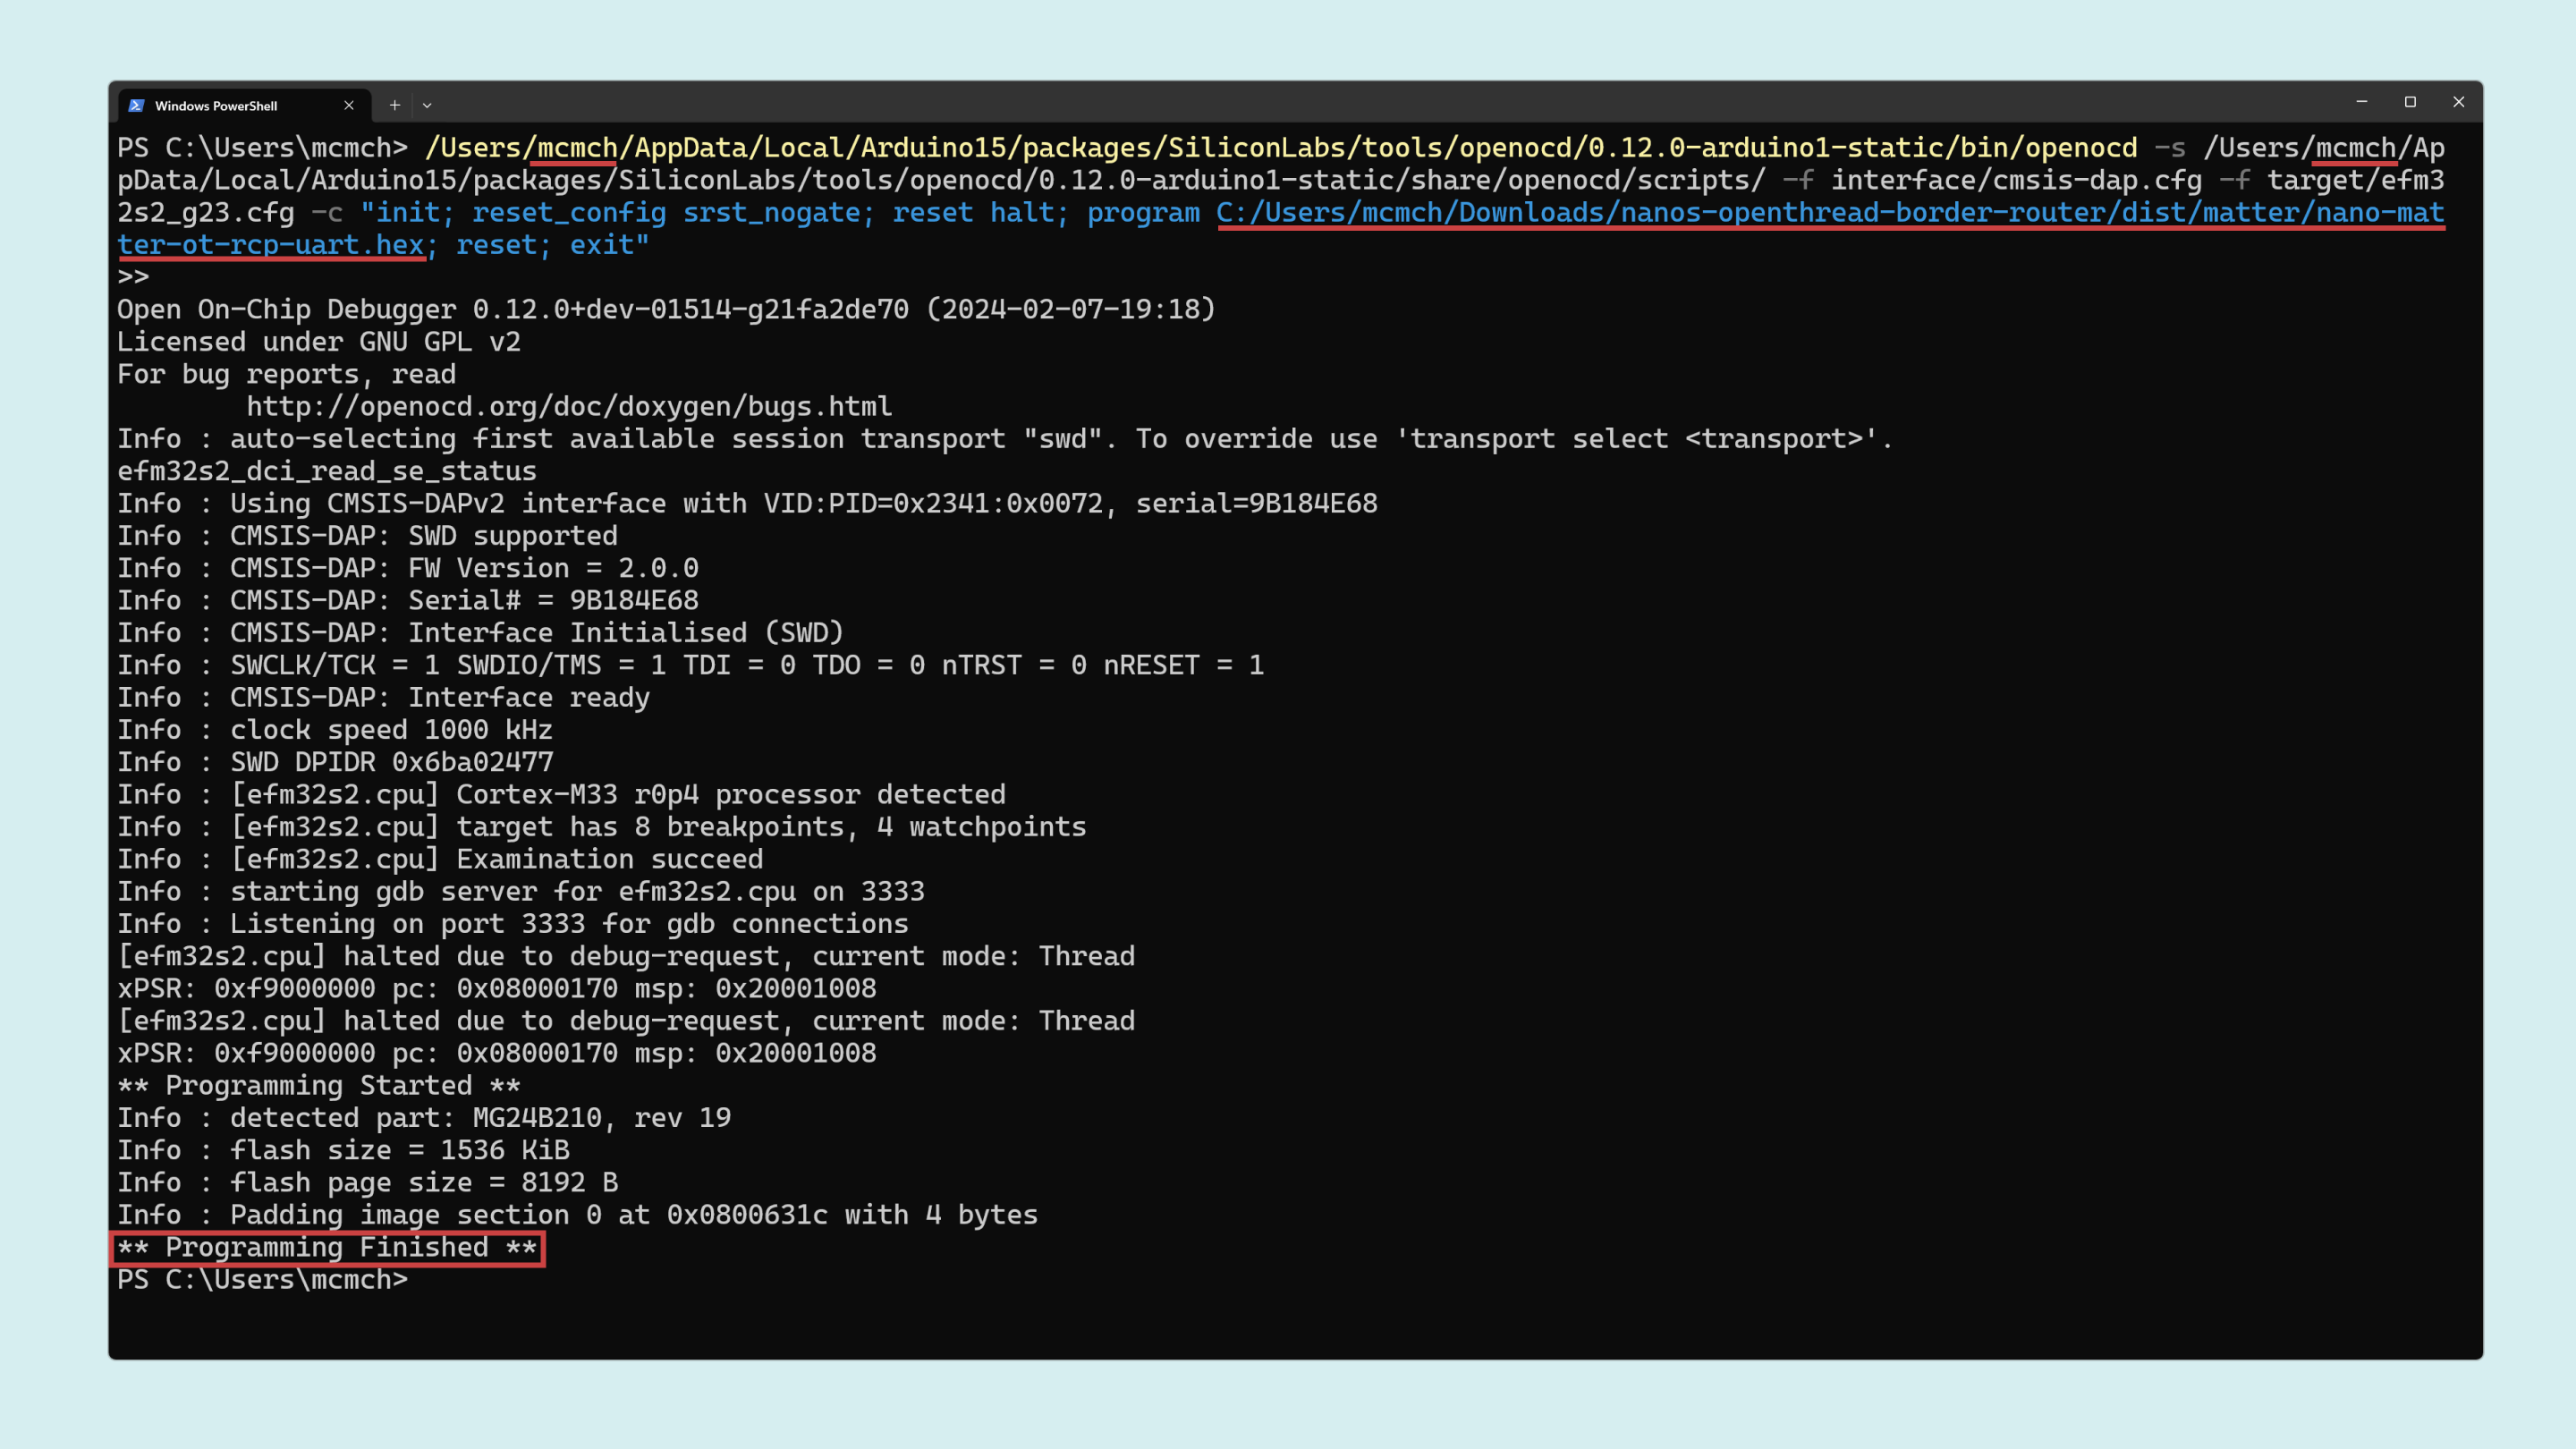 Windows PowerShell
PS C:\Users\mcmch> /Users/mcmch/AppData/Local/Arduino15/packages/SiliconLabs/tools/openocd/0.12.0-arduino1-static/bin/openocd -s /Users/mcmch/Ap
pData/Local/Arduino15/packages/SiliconLabs/tools/openocd/0.12.0-arduino1-static/share/openocd/scripts/ -f interface/cmsis-dap.cfg -f target/efm3
2s2_g23.cfg -c "init; reset_config srst_nogate; reset halt; program C:/Users/mcmch/Downloads/nanos-openthread-border-router/dist/matter/nano-mat
ter-ot-rcp-uart.hex; reset; exit"
>>
Open On-Chip Debugger 0.12.0+dev-01514-g21fa2de70 (2024-02-07-19:18)
Licensed under GNU GPL v2
For bug reports, read
http://openocd.org/doc/doxygen/bugs.html
Info : auto-selecting first available session transport "swd". To override use 'transport select <transport>'.
efm32s2_dci_read_se_status
Info : Using CMSIS-DAPv2 interface with VID:PID=0x2341:0x0072, serial=9B184E68
Info : CMSIS-DAP: SWD supported
Info : CMSIS-DAP: FW Version = 2.0.0
Info : CMSIS-DAP: Serial# = 9B184E68
Info : CMSIS-DAP: Interface Initialised (SWD)
Info : SWCLK/TCK = 1 SWDIO/TMS = 1 TDI = 0 TDO = 0 nTRST = 0 nRESET = 1
Info : CMSIS-DAP: Interface ready
Info : clock speed 1000 kHz
Info : SWD DPIDR 0x6ba02477
Info : [efm32s2.cpu] Cortex-M33 r0p4 processor detected
Info : [efm32s2.cpu] target has 8 breakpoints, 4 watchpoints
Info : [efm32s2.cpu] Examination succeed
Info : starting gdb server for efm32s2.cpu on 3333
Info : Listening on port 3333 for gdb connections
[efm32s2.cpu] halted due to debug-request, current mode: Thread
xPSR: 0xf9000000 pc: 0x08000170 msp: 0x20001008
[efm32s2.cpu] halted due to debug-request, current mode: Thread
xPSR: 0xf9000000 pc: 0x08000170 msp: 0x20001008
** Programming Started **
Info : detected part: MG24B210, rev 19
Info : flash size = 1536 KiB
Info : flash page size = 8192 B
Info : Padding image section 0 at 0x0800631c with 4 bytes
** Programming Finished **
PS C:\Users\mcmch>